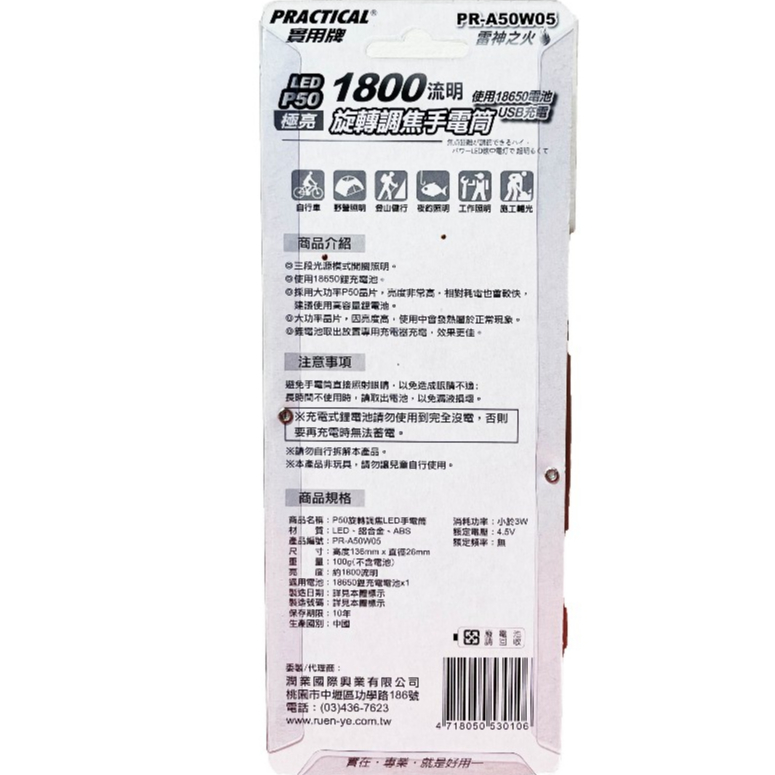 PRACTICAL®
實用牌
PR-A50W05
雷神之火
LED
P50
極亮
1800流明
旋轉調焦手電筒
使用18650電池
USB充電
自行車 野營照明 登山健行 夜釣照明 工作照明 施工補光
商品介紹
◎三段光源模式開關照明。
◎使用18650鋰充電池。
◎採用大功率P50晶片，亮度非常高，相對耗電也會較快，
建議使用高容量鋰電池。
◎大功率晶片，因亮度高，使用中會發熱屬於正常現象。
◎鋰電池取出放置專用充電器充電，效果更佳。
注意事項
避免手電筒直接照射眼睛，以免造成眼睛不適；
長時間不使用時，請取出電池，以免漏液損壞。
※充電式鋰電池請勿使用到完全沒電，否則
要再充電時無法蓄電。
※請勿自行拆解本產品。
※本產品非玩具，請勿讓兒童自行使用。
商品規格
商品名稱：P50旋轉調焦LED手電筒
材　　質：LED、鋁合金、ABS
產品編號：PR-A50W05
尺　　寸：高度136mm x 直徑26mm
重　　量：100g(不含電池)
亮　　度：約1800流明
適用電池：18650鋰充電電池x1
製造日期：詳見本體標示
製造號碼：詳見本體標示
保存期限：10年
生產國別：中國
消耗功率：小於3W
額定電壓：4.5V
額定頻率：無
廢電池
請回收
委製/代理商：
潤業國際興業有限公司
桃園市中壢區功學路186號
電話：(03)436-7623
www.ruen-ye.com.tw
4 718050 530106
實在．專業．就是好用